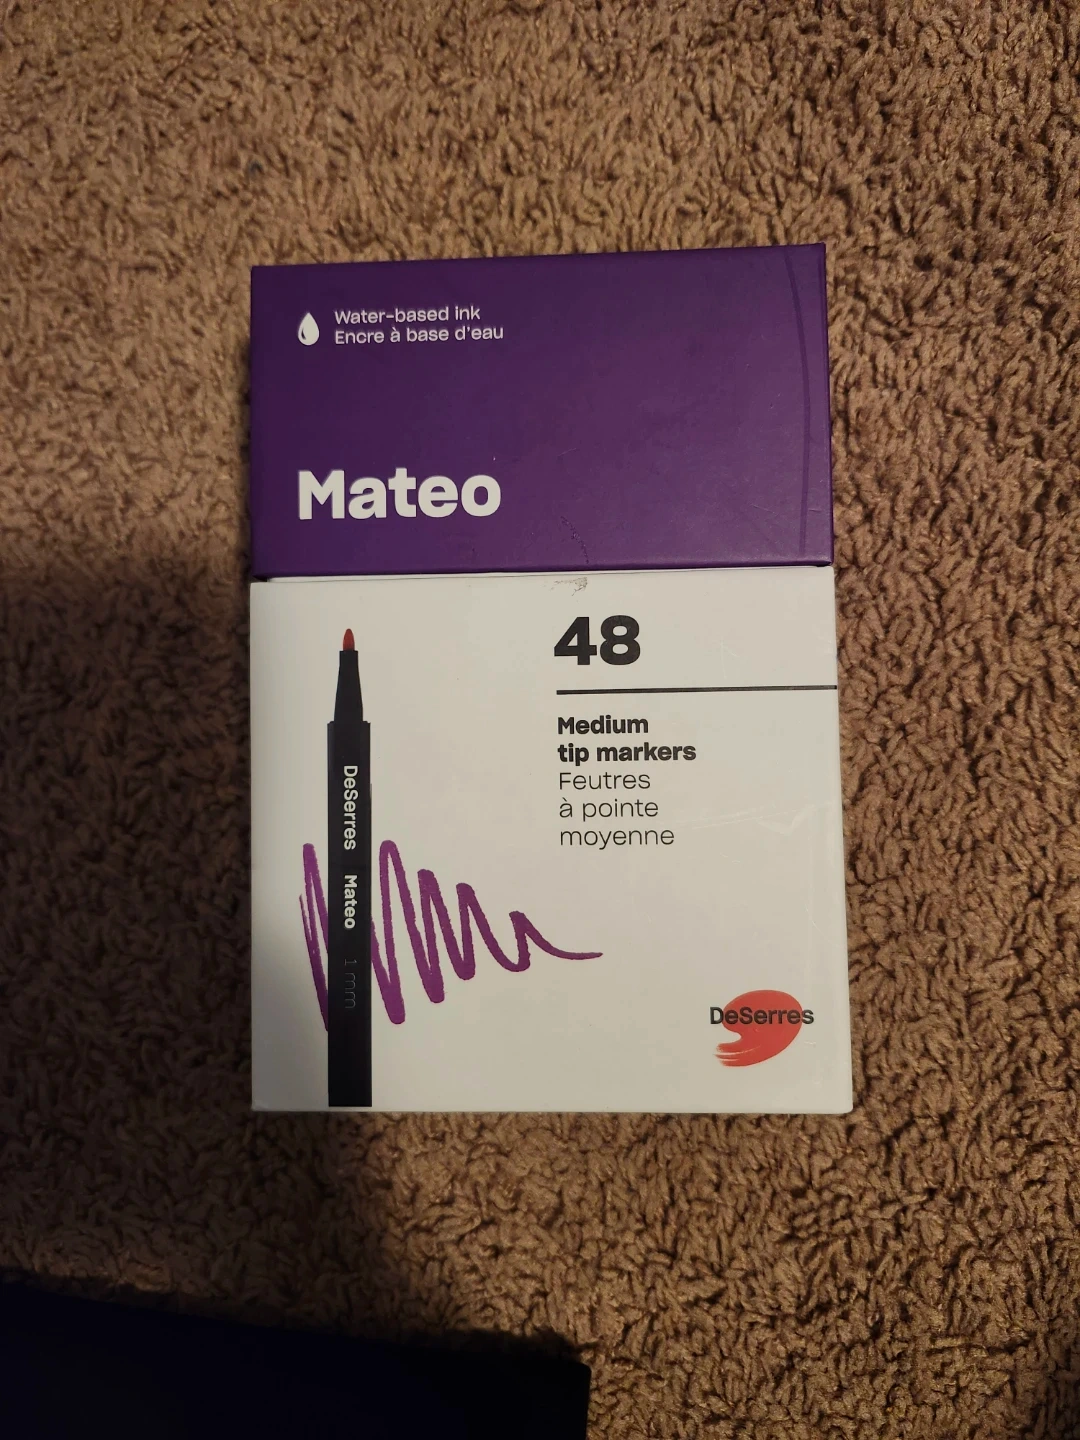 Water-based ink
Encre à base d'eau
Mateo
48
Medium
tip markers
Feutres
à pointe
moyenne
DeSerres Mateo 1 mm
DeSerres